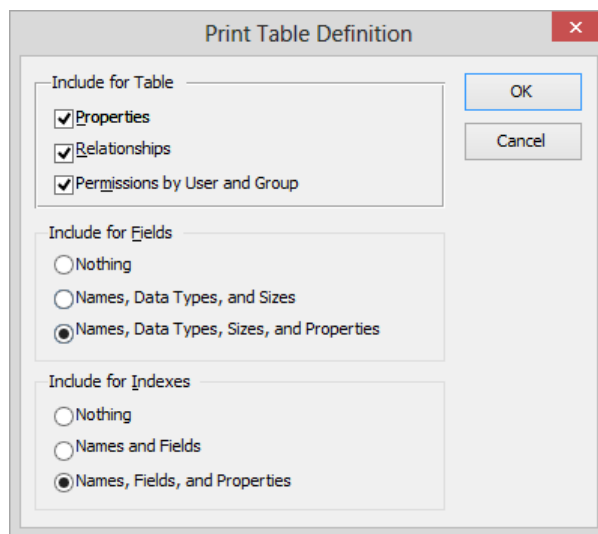 Print Table Definition
Include for Table
Properties
Relationships
Permissions by User and Group
OK
Cancel
Include for Fields
Nothing
Names, Data Types, and Sizes
Names, Data Types, Sizes, and Properties
Include for Indexes
Nothing
Names and Fields
Names, Fields, and Properties